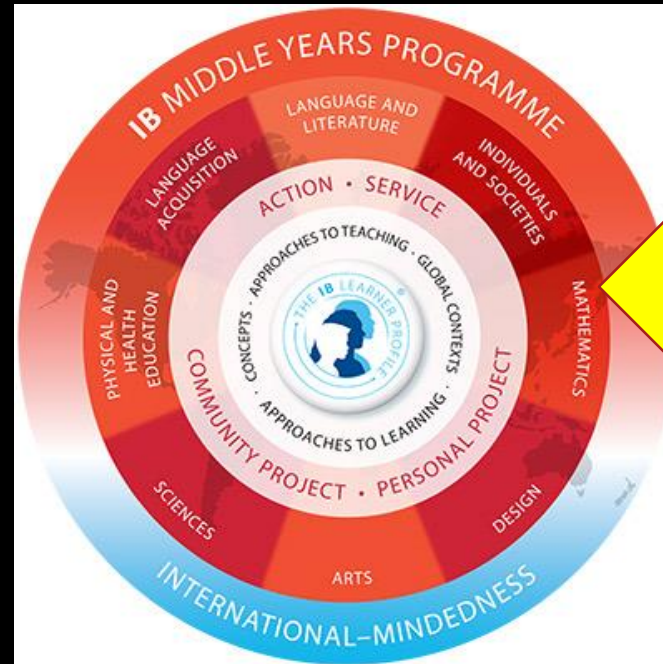 IB MIDDLE YEARS PROGRAMME
LANGUAGE AND
LITERATURE
INDIVIDUALS
AND SOCIETIES
MATHEMATICS
DESIGN
ARTS
SCIENCES
PHYSICAL AND
HEALTH
EDUCATION
LANGUAGE
ACQUISITION
ACTION • SERVICE
COMMUNITY PROJECT • PERSONAL PROJECT
APPROACHES TO TEACHING · GLOBAL CONTEXTS ·
APPROACHES TO LEARNING
· CONCEPTS ·
THE IB LEARNER PROFILE
®
INTERNATIONAL–MINDEDNESS